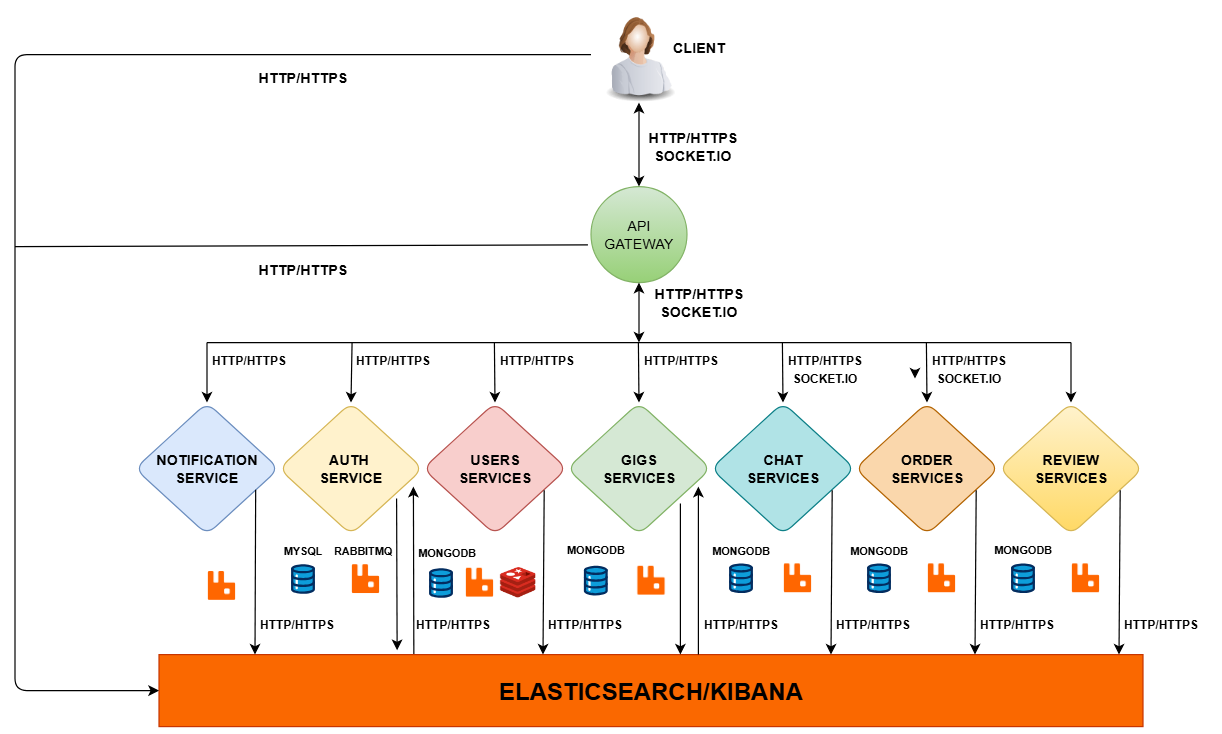 CLIENT
HTTP/HTTPS
HTTP/HTTPS
SOCKET.IO
API
GATEWAY
HTTP/HTTPS
HTTP/HTTPS
SOCKET.IO
HTTP/HTTPS
HTTP/HTTPS
HTTP/HTTPS
HTTP/HTTPS
HTTP/HTTPS
SOCKET.IO
HTTP/HTTPS
SOCKET.IO
NOTIFICATION
SERVICE
AUTH
SERVICE
USERS
SERVICES
GIGS
SERVICES
CHAT
SERVICES
ORDER
SERVICES
REVIEW
SERVICES
MYSQL
RABBITMQ
MONGODB
MONGODB
MONGODB
MONGODB
MONGODB
HTTP/HTTPS
HTTP/HTTPS
HTTP/HTTPS
HTTP/HTTPS
HTTP/HTTPS
HTTP/HTTPS
HTTP/HTTPS
ELASTICSEARCH/KIBANA